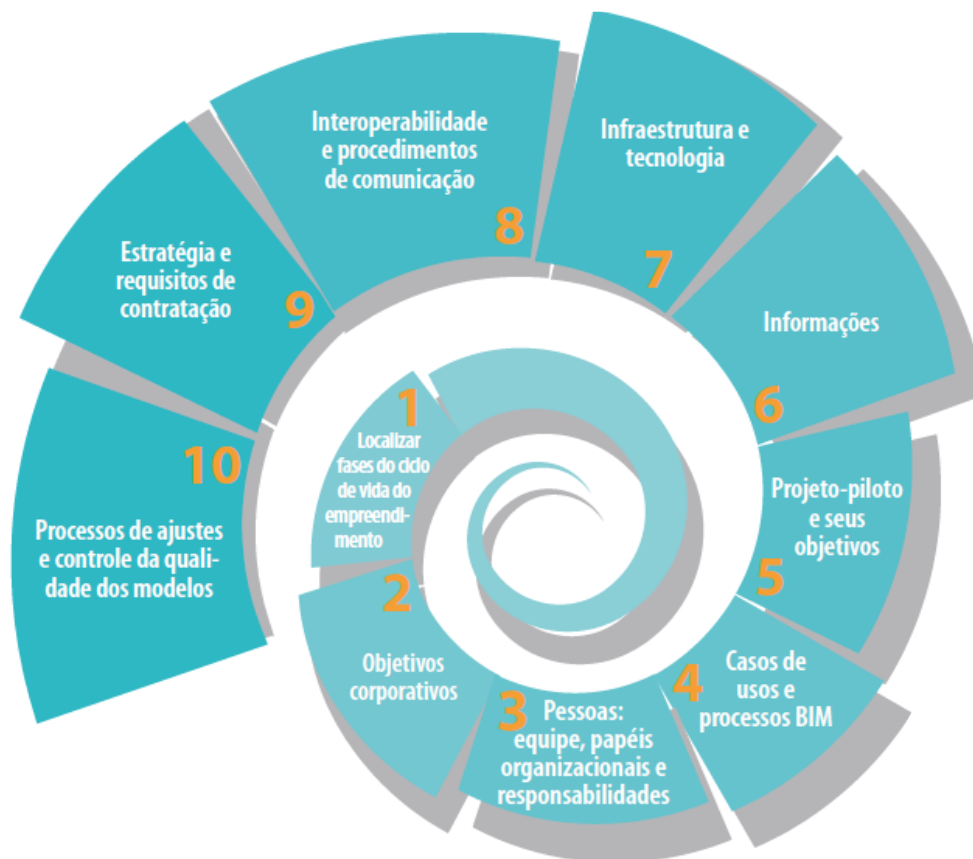 1
Localizar
fases do ciclo
de vida do
empreendi-
mento
2
Objetivos
corporativos
3
Pessoas:
equipe, papéis
organizacionais e
responsabilidades
4
Casos de
usos e
processos BIM
5
Projeto-piloto
e seus
objetivos
6
Informações
7
Infraestrutura e
tecnologia
8
Interoperabilidade
e procedimentos
de comunicação
9
Estratégia e
requisitos de
contratação
10
Processos de ajustes
e controle da quali-
dade dos modelos